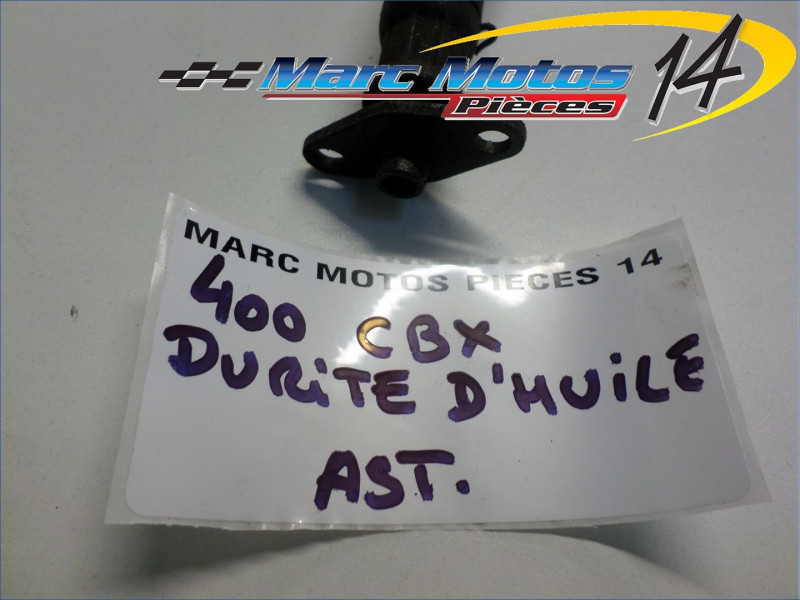 Marc Motos 14
Pièces
MARC MOTOS PIECES 14
400 CBX
DURiTE D'HUiLE
AST.